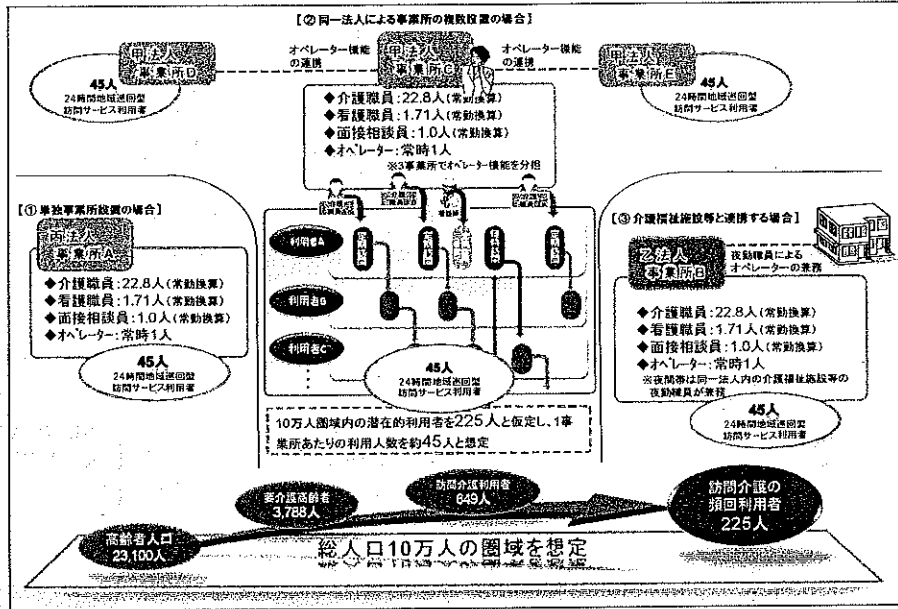 【② 同一法人による事業所の複数設置の場合】
甲法人
事業所D
オペレーター機能
の連携
甲法人
事業所C
オペレーター機能
の連携
甲法人
事業所E
45人
24時間地域巡回型
訪問サービス利用者
45人
24時間地域巡回型
訪問サービス利用者
◆介護職員:22.8人(常勤換算)
◆看護職員:1.71人(常勤換算)
◆面接相談員:1.0人(常勤換算)
◆オペレーター:常時1人
※3事業所でオペレーター機能を分担
【① 単独事業所設置の場合】
事業所A
◆介護職員:22.8人(常勤換算)
◆看護職員:1.71人(常勤換算)
◆面接相談員:1.0人(常勤換算)
◆オペレーター:常時1人
45人
24時間地域巡回型
訪問サービス利用者
利用者A
利用者B
利用者C
45人
24時間地域巡回型
訪問サービス利用者
10万人圏域内の潜在的利用者を225人と仮定し、1事
業所あたりの利用人数を約45人と想定
【③ 介護福祉施設等と連携する場合】
乙法人
事業所B
夜勤職員による
オペレーターの兼務
◆介護職員:22.8人(常勤換算)
◆看護職員:1.71人(常勤換算)
◆面接相談員:1.0人(常勤換算)
◆オペレーター:常時1人
※夜間帯は同一法人内の介護福祉施設等の
夜勤職員が兼務
45人
24時間地域巡回型
訪問サービス利用者
高齢者人口
23,100人
要介護高齢者
3,788人
訪問介護利用者
649人
訪問介護の
頻回利用者
225人
総人口10万人の圏域を想定